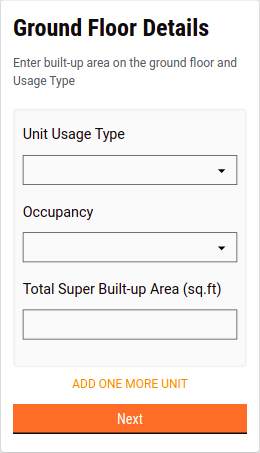 Ground Floor Details
Enter built-up area on the ground floor and
Usage Type
Unit Usage Type
Occupancy
Total Super Built-up Area (sq.ft)
ADD ONE MORE UNIT
Next